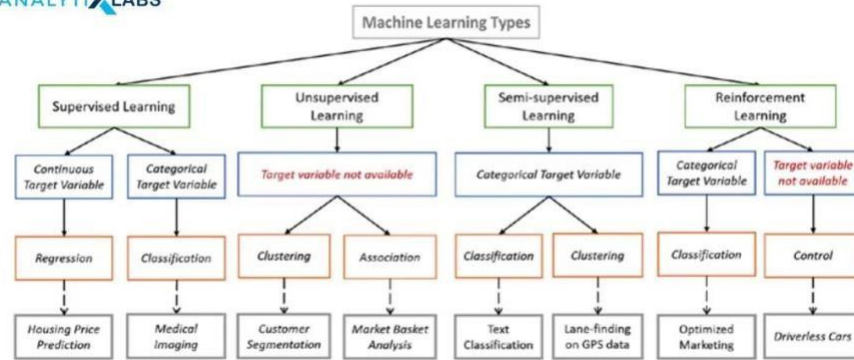 ANALYTIXLABS
Machine Learning Types
Supervised Learning
Unsupervised
Learning
Semi-supervised
Learning
Reinforcement
Learning
Continuous
Target Variable
Categorical
Target Variable
Target variable not available
Categorical Target Variable
Categorical
Target Variable
Target variable
not available
Regression
Classification
Clustering
Association
Classification
Clustering
Classification
Control
Housing Price
Prediction
Medical
Imaging
Customer
Segmentation
Market Basket
Analysis
Text
Classification
Lane-finding
on GPS data
Optimized
Marketing
Driverless Cars